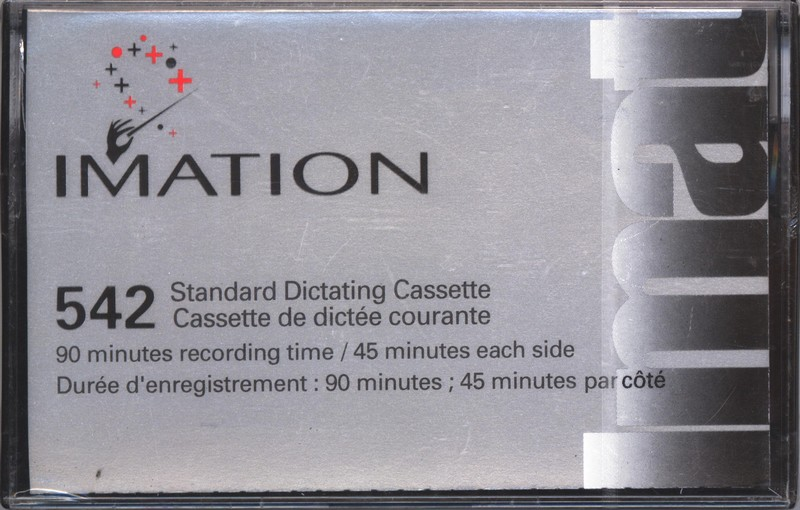 IMATION
542 Standard Dictating Cassette
Cassette de dictée courante
90 minutes recording time / 45 minutes each side
Durée d'enregistrement : 90 minutes ; 45 minutes par côté
imat